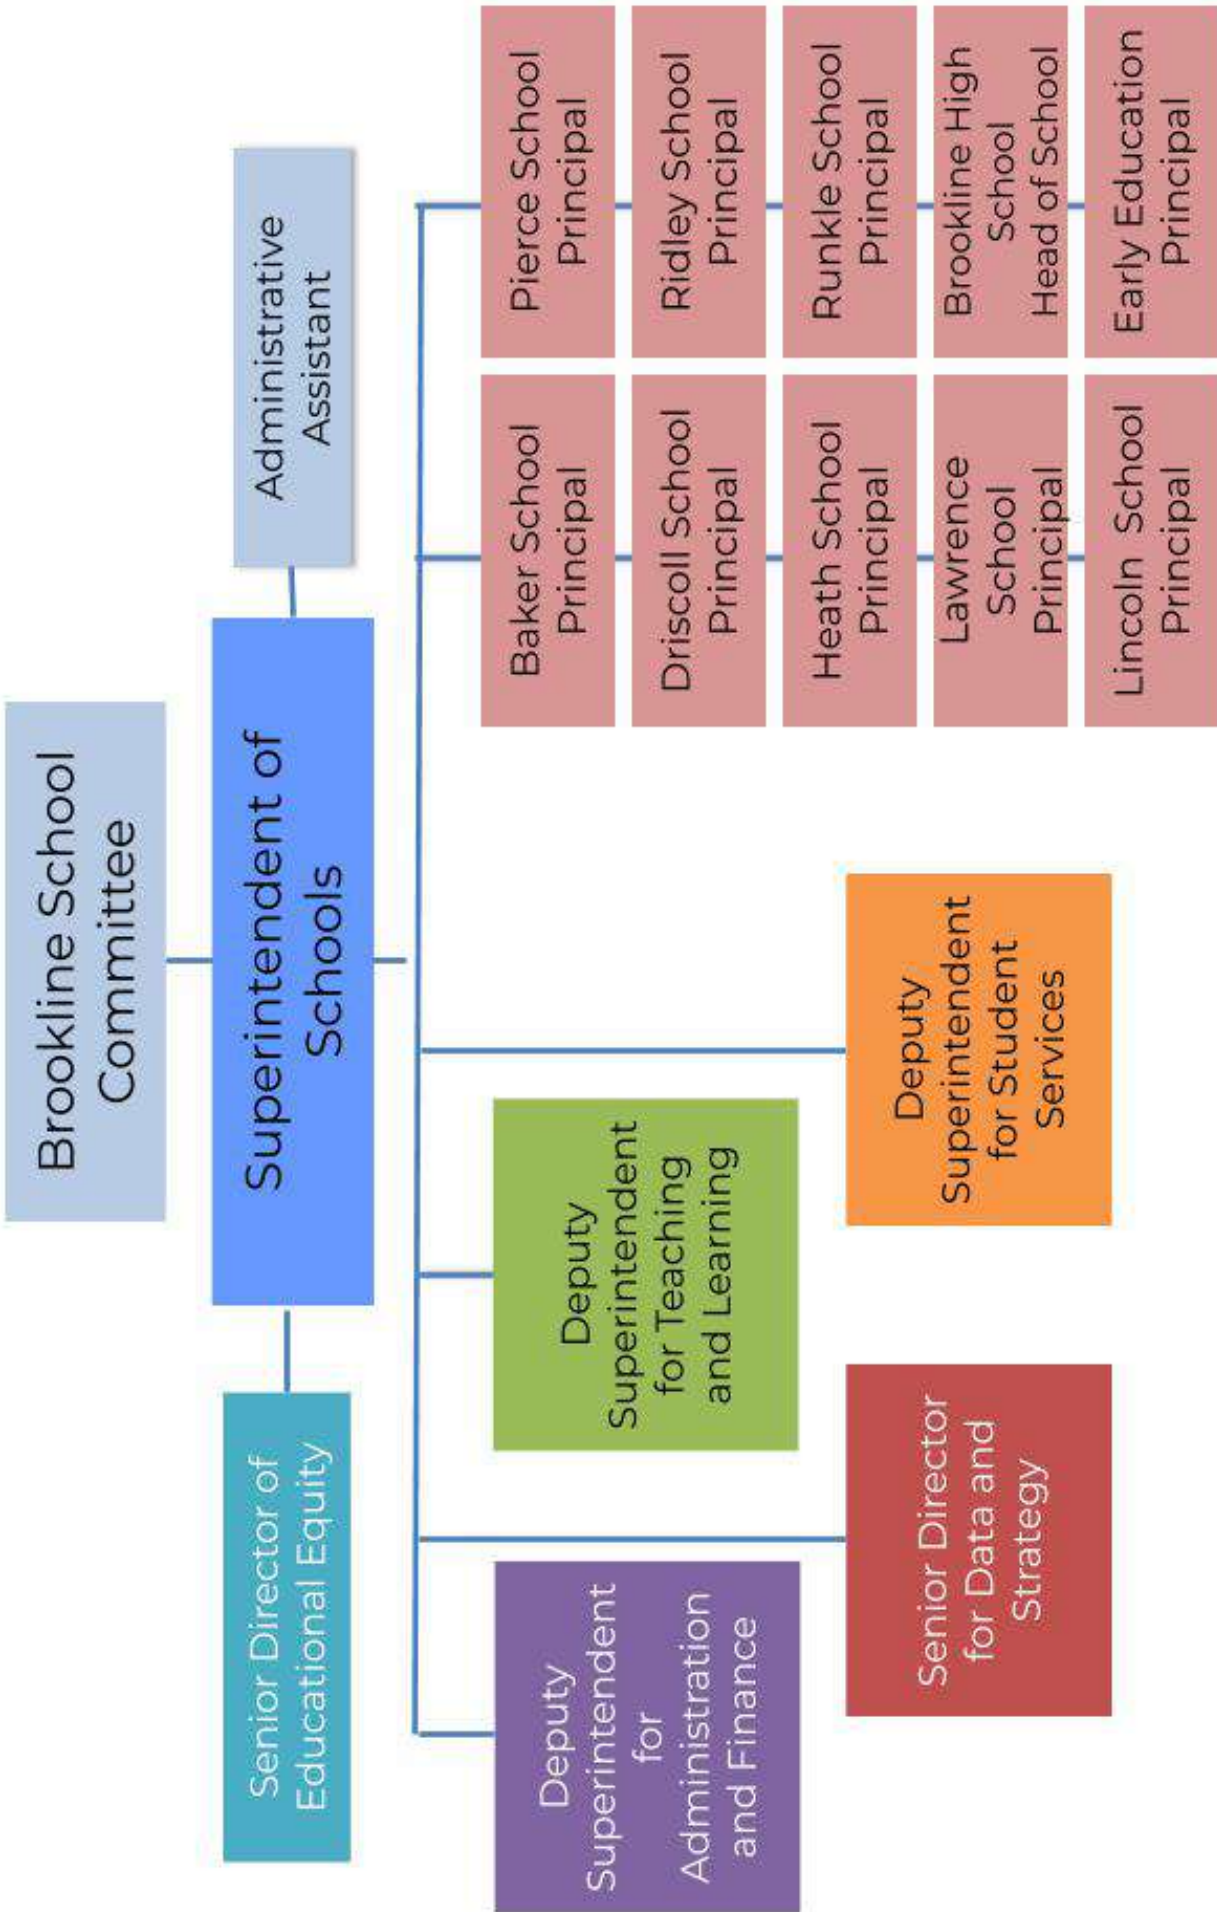 Brookline School
Committee
Senior Director of
Educational Equity
Superintendent of
Schools
Administrative
Assistant
Deputy
Superintendent
for
Administration
and Finance
Deputy
Superintendent
for Teaching
and Learning
Senior Director
for Data and
Strategy
Deputy
Superintendent
for Student
Services
Baker School
Principal
Driscoll School
Principal
Heath School
Principal
Lawrence
School
Principal
Lincoln School
Principal
Pierce School
Principal
Ridley School
Principal
Runkle School
Principal
Brookline High
School
Head of School
Early Education
Principal